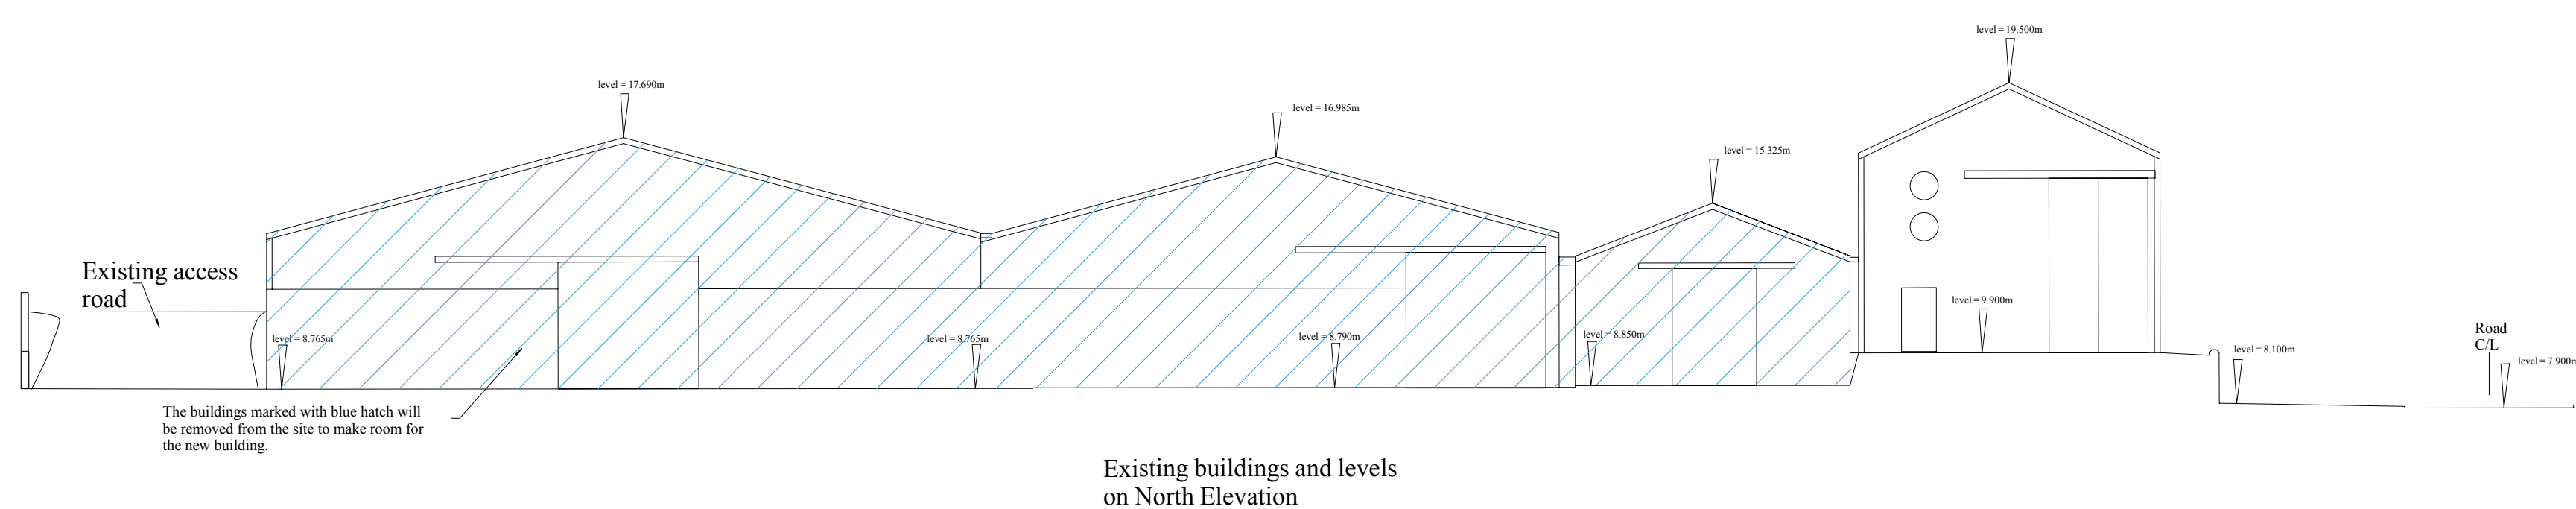 level = 19.500m
level = 17.690m
level = 16.985m
level = 15.325m
Existing access
road
level = 9.900m
level = 8.765m
level = 8.765m
level = 8.790m
level = 8.850m
Road
C/L
level = 8.100m
level = 7.900m
The buildings marked with blue hatch will
be removed from the site to make room for
the new building.
Existing buildings and levels
on North Elevation